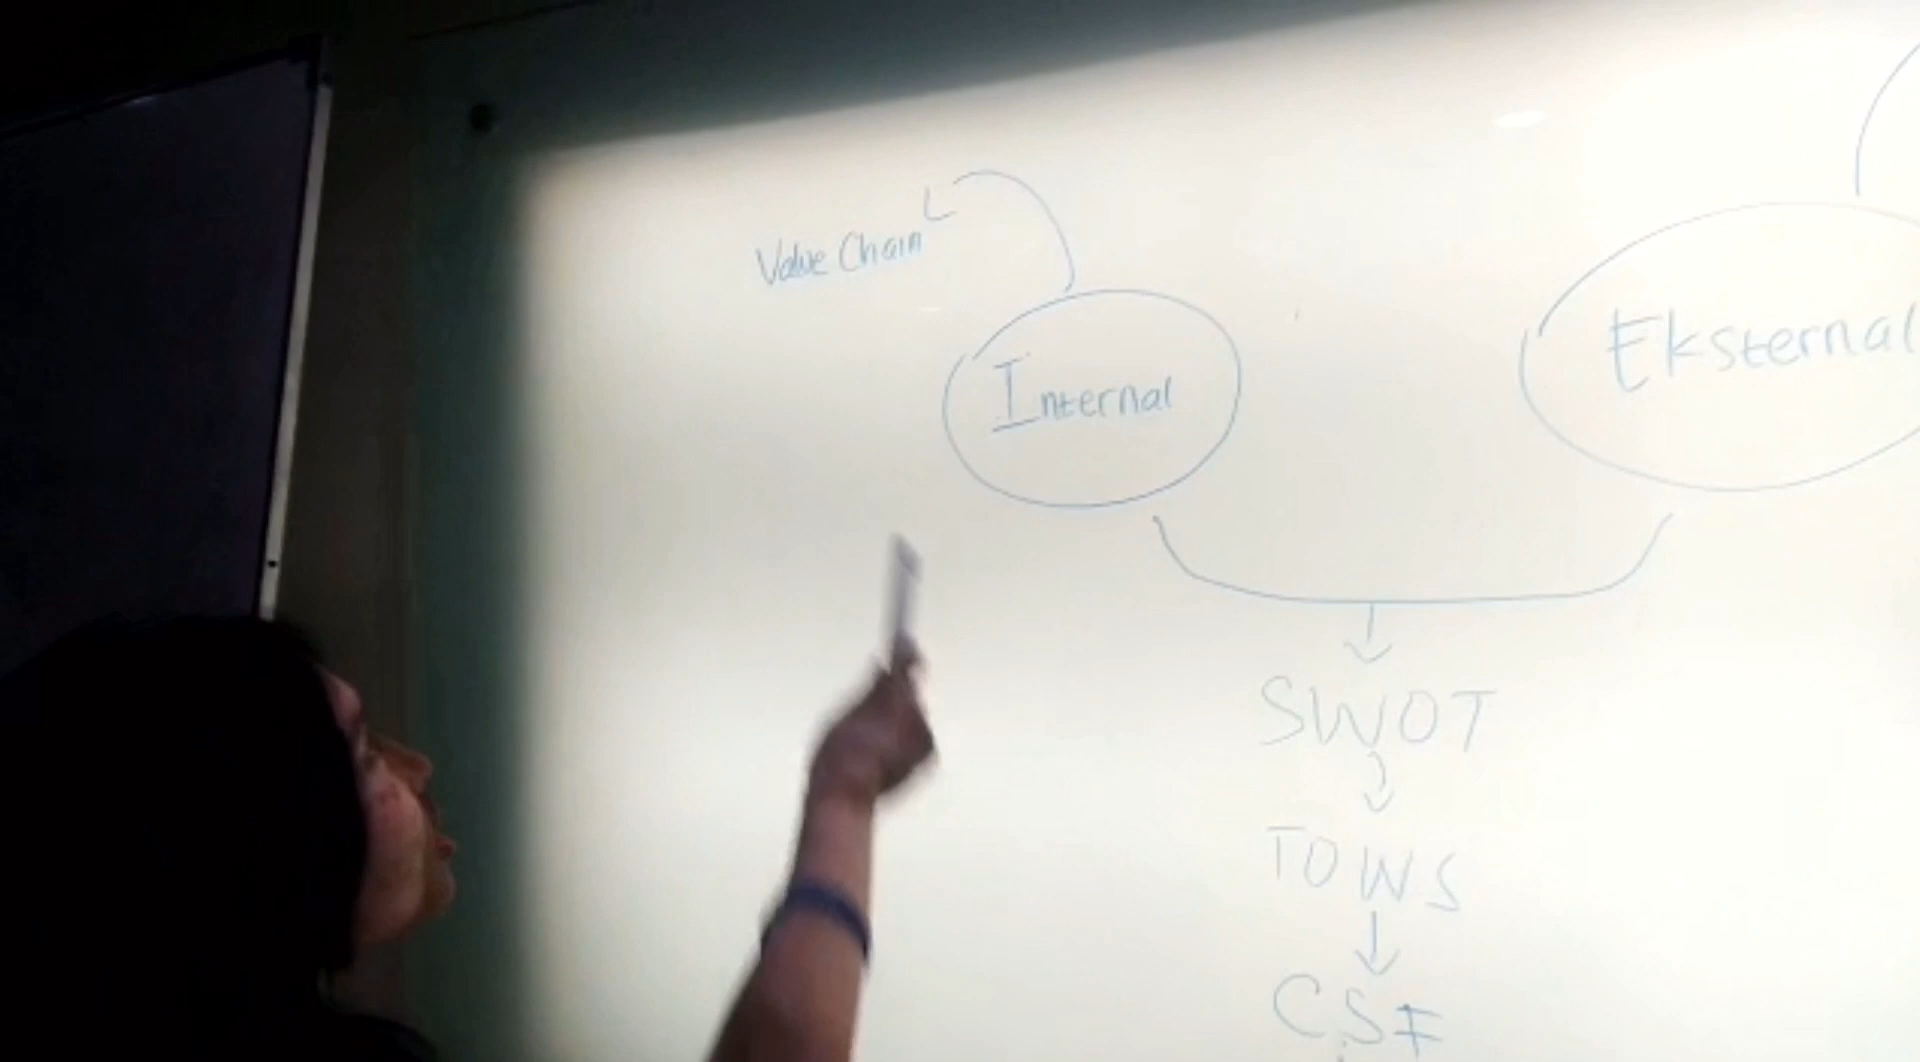 Value Chain
Internal
Eksternal
SWOT
TOWS
CSF